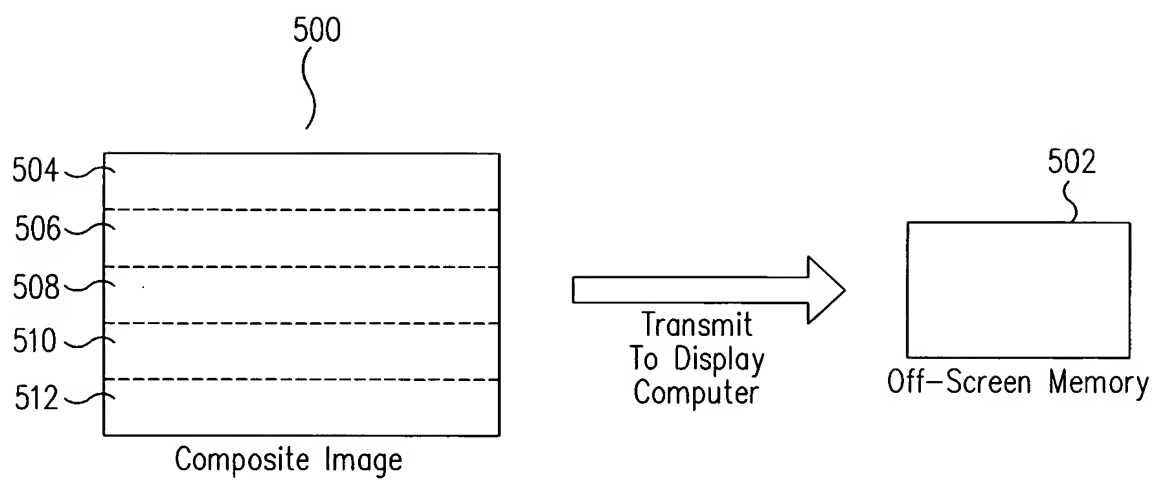 500
504
506
508
510
512
Composite Image
Transmit
To Display
Computer
502
Off-Screen Memory